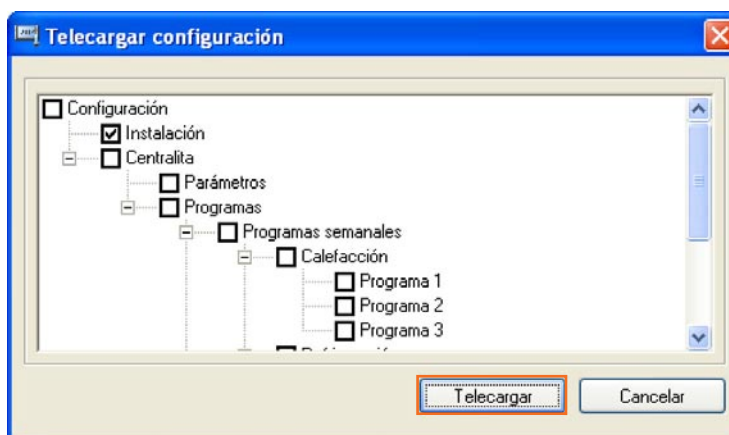 Telecargar configuración
Configuración
Instalación
Centralita
Parámetros
Programas
Programas semanales
Calefacción
Programa 1
Programa 2
Programa 3
Telecargar Cancelar